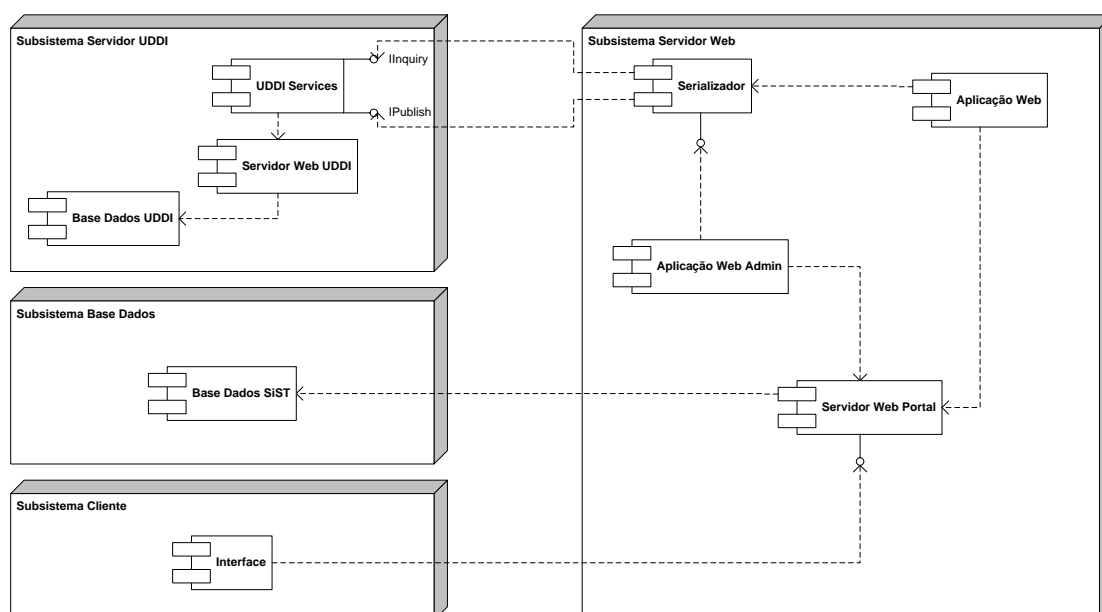 Subsistema Servidor UDDI
IInquiry
UDDI Services
IPublish
Servidor Web UDDI
Base Dados UDDI
Subsistema Base Dados
Base Dados SiST
Subsistema Cliente
Interface
Subsistema Servidor Web
Serializador
Aplicação Web
Aplicação Web Admin
Servidor Web Portal